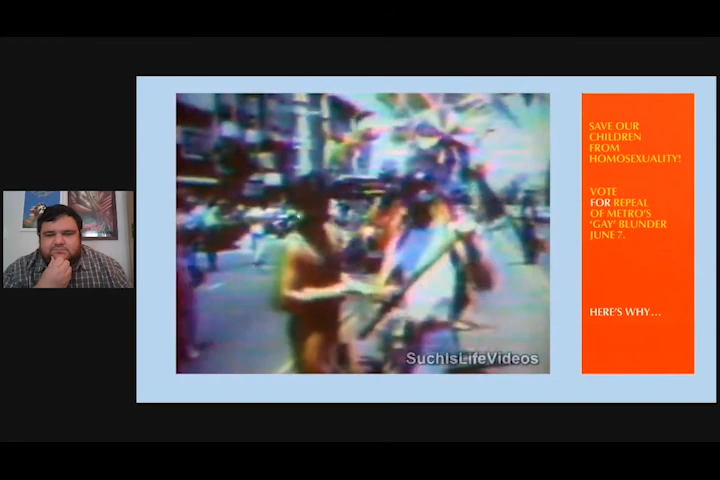 SAVE OUR
CHILDREN
FROM
HOMOSEXUALITY!
VOTE
FOR REPEAL
OF METRO'S
'GAY' BLUNDER
JUNE 7.
HERE'S WHY...
SuchIsLifeVideos